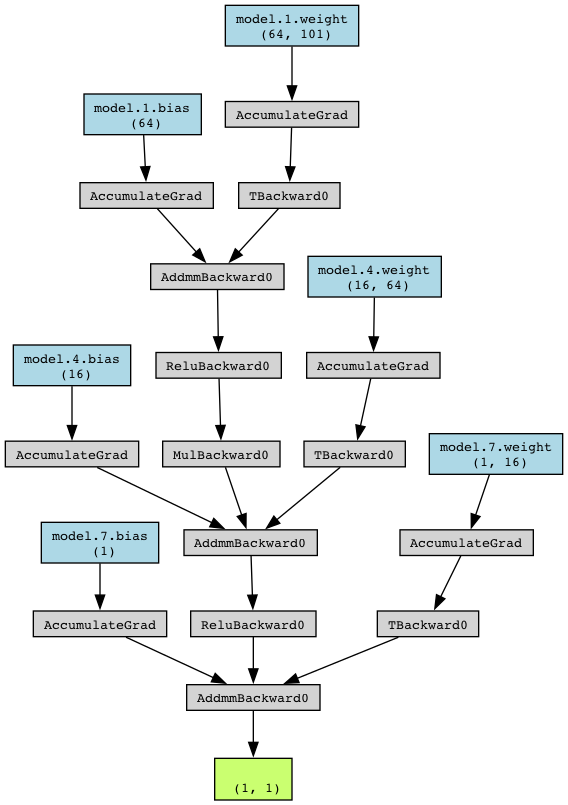 model.1.weight
(64, 101)
model.1.bias
(64)
AccumulateGrad
AccumulateGrad
TBackward0
AddmmBackward0
model.4.weight
(16, 64)
model.4.bias
(16)
ReluBackward0
AccumulateGrad
AccumulateGrad
MulBackward0
TBackward0
model.7.weight
(1, 16)
model.7.bias
(1)
AddmmBackward0
AccumulateGrad
AccumulateGrad
ReluBackward0
TBackward0
AddmmBackward0
(1, 1)